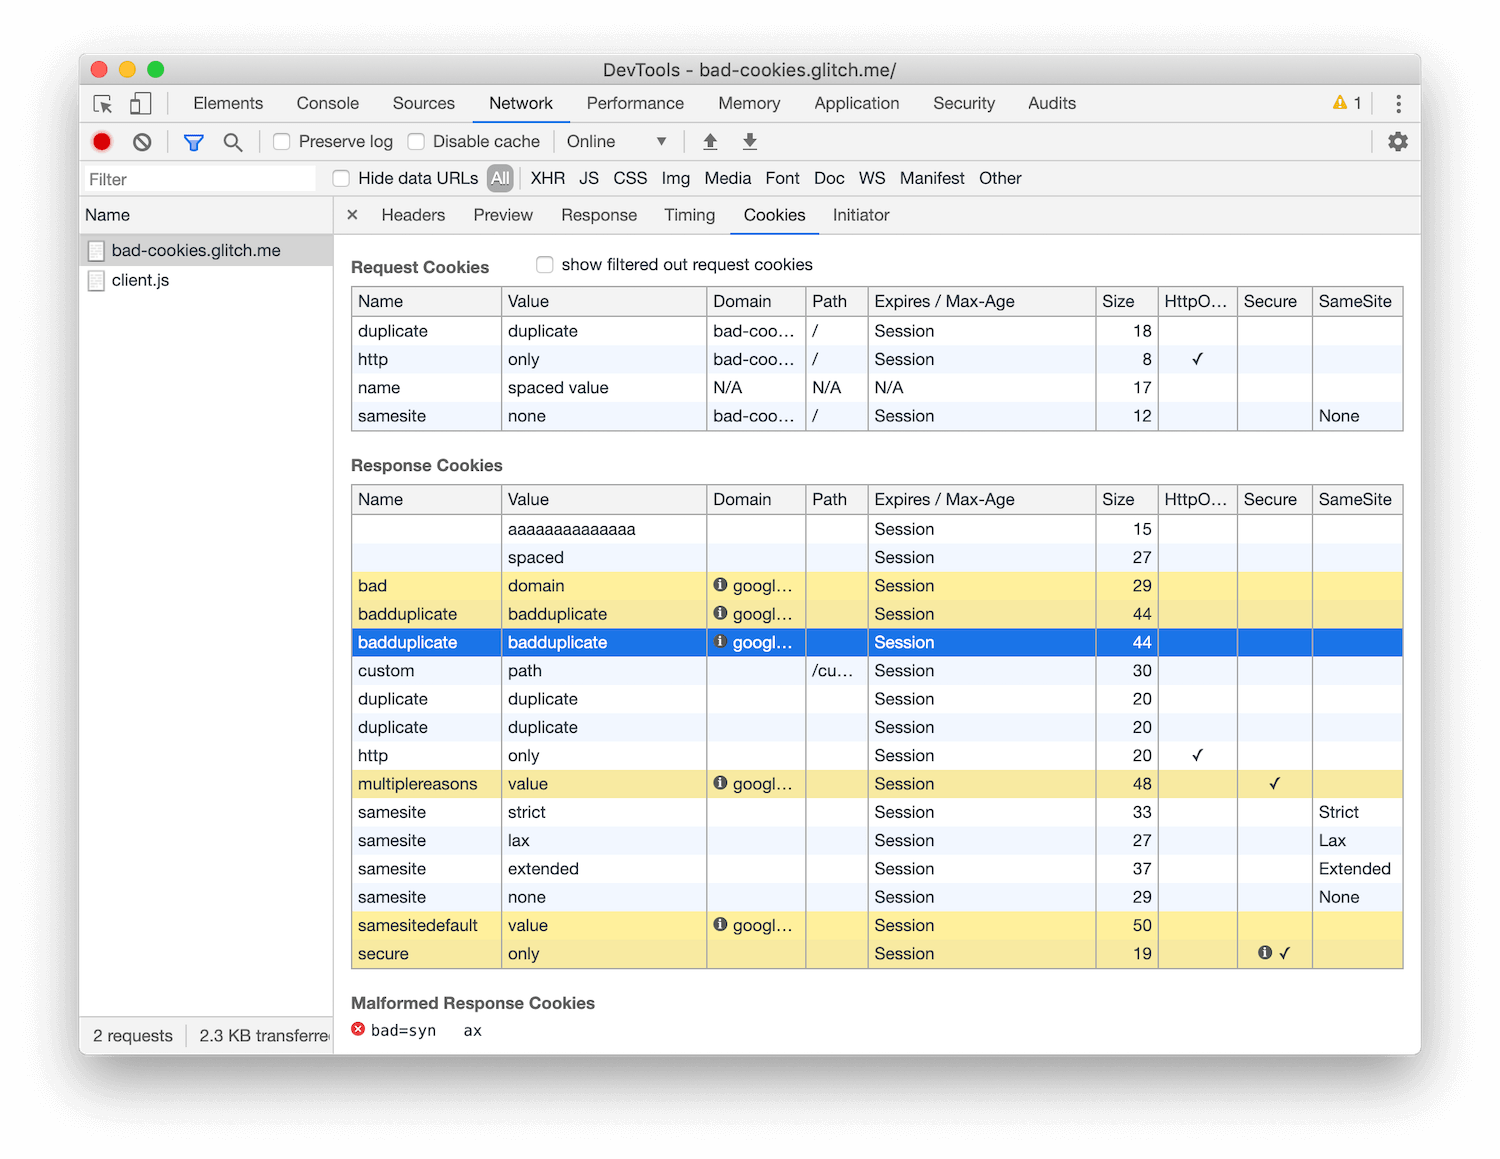 DevTools - bad-cookies.glitch.me/
Elements Console Sources Network Performance Memory Application Security Audits 1
Preserve log Disable cache Online
Filter Hide data URLs All XHR JS CSS Img Media Font Doc WS Manifest Other
Name Headers Preview Response Timing Cookies Initiator
bad-cookies.glitch.me
client.js
Request Cookies show filtered out request cookies
Name Value Domain Path Expires / Max-Age Size HttpO... Secure SameSite
duplicate duplicate bad-coo... / Session 18
http only bad-coo... / Session 8 ✓
name spaced value N/A N/A N/A 17
samesite none bad-coo... / Session 12 None
Response Cookies
Name Value Domain Path Expires / Max-Age Size HttpO... Secure SameSite
aaaaaaaaaaaaaa Session 15
spaced Session 27
bad domain googl... Session 29
badduplicate badduplicate googl... Session 44
badduplicate badduplicate googl... Session 44
custom path /cu... Session 30
duplicate duplicate Session 20
duplicate duplicate Session 20
http only Session 20 ✓
multiplereasons value googl... Session 48 ✓
samesite strict Session 33 Strict
samesite lax Session 27 Lax
samesite extended Session 37 Extended
samesite none Session 29 None
samesitedefault value googl... Session 50
secure only Session 19 ✓
Malformed Response Cookies
bad=syn ax
2 requests 2.3 KB transferre